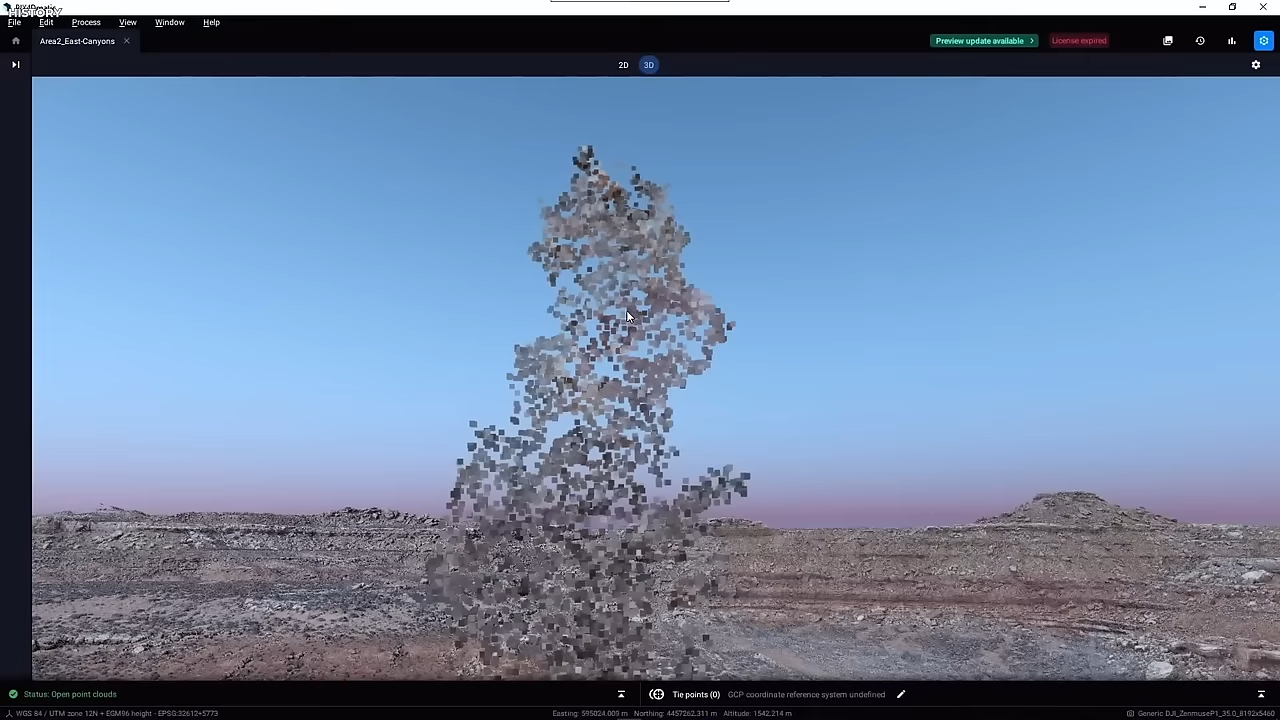 HISTORY
File Edit Process View Window Help
Area2_East-Canyons
Preview update available
License expired
2D 3D
Status: Open point clouds
Tie points (0) GCP coordinate reference system undefined
WGS 84 / UTM zone 12N + EGM96 height - EPSG:32612+5773
Easting: 595024.009 m Northing: 4457262.311 m Altitude: 1542.214 m
Generic DJI_ZenmuseP1_35.0_8192x5460